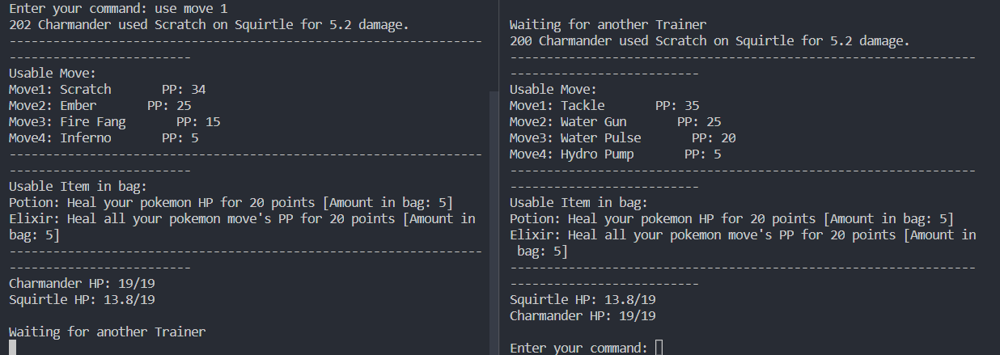 Enter your command: use move 1
202 Charmander used Scratch on Squirtle for 5.2 damage.
-----------------------------------------------------------------
-------------------------
Usable Move:
Move1: Scratch       PP: 34
Move2: Ember       PP: 25
Move3: Fire Fang       PP: 15
Move4: Inferno       PP: 5
-----------------------------------------------------------------
-------------------------
Usable Item in bag:
Potion: Heal your pokemon HP for 20 points [Amount in bag: 5]
Elixir: Heal all your pokemon move's PP for 20 points [Amount in
bag: 5]
-----------------------------------------------------------------
-------------------------
Charmander HP: 19/19
Squirtle HP: 13.8/19
Waiting for another Trainer
Waiting for another Trainer
200 Charmander used Scratch on Squirtle for 5.2 damage.
----------------------------------------------------------------
--------------------------
Usable Move:
Move1: Tackle       PP: 35
Move2: Water Gun       PP: 25
Move3: Water Pulse       PP: 20
Move4: Hydro Pump       PP: 5
----------------------------------------------------------------
--------------------------
Usable Item in bag:
Potion: Heal your pokemon HP for 20 points [Amount in bag: 5]
Elixir: Heal all your pokemon move's PP for 20 points [Amount in
 bag: 5]
----------------------------------------------------------------
--------------------------
Squirtle HP: 13.8/19
Charmander HP: 19/19
Enter your command: